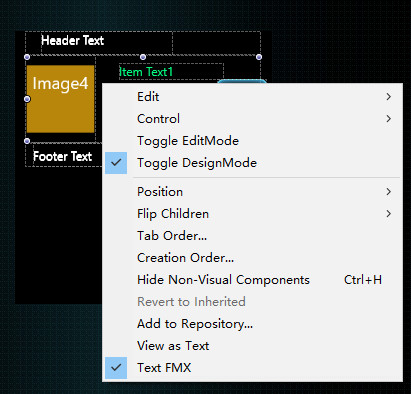 Header Text
Image4
Item Text1
Footer Text
Edit
Control
Toggle EditMode
Toggle DesignMode
Position
Flip Children
Tab Order...
Creation Order...
Hide Non-Visual Components Ctrl+H
Revert to Inherited
Add to Repository...
View as Text
Text FMX